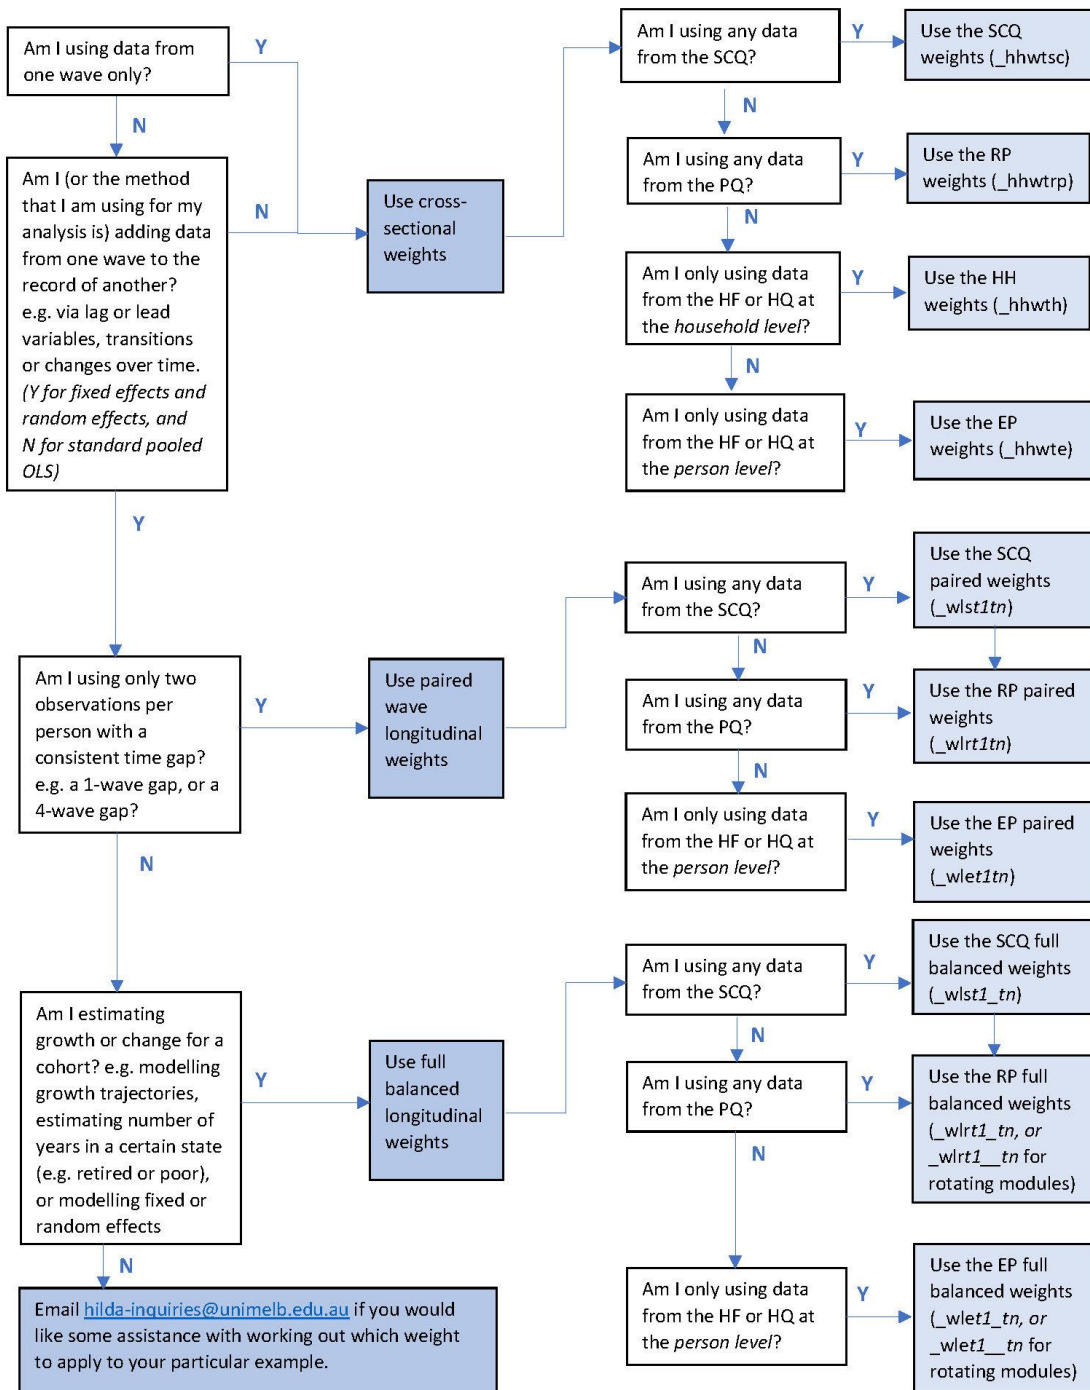 Am I using data from
one wave only?
Y
N
Am I (or the method
that I am using for my
analysis is) adding data
from one wave to the
record of another?
e.g. via lag or lead
variables, transitions
or changes over time.
(Y for fixed effects and
random effects, and
N for standard pooled
OLS)
N
Y
Use cross-
sectional
weights
Am I using any data
from the SCQ?
Y
Use the SCQ
weights (_hhwtsc)
N
Am I using any data
from the PQ?
Y
Use the RP
weights (_hhwtrp)
N
Am I only using data
from the HF or HQ at
the household level?
Y
Use the HH
weights (_hhwth)
N
Am I only using data
from the HF or HQ at
the person level?
Y
Use the EP
weights (_hhwte)
Am I using only two
observations per
person with a
consistent time gap?
e.g. a 1-wave gap, or a
4-wave gap?
Y
N
Use paired
wave
longitudinal
weights
Am I using any data
from the SCQ?
Y
Use the SCQ
paired weights
(_wlst1tn)
N
Am I using any data
from the PQ?
Y
Use the RP paired
weights
(_wlrt1tn)
N
Am I only using data
from the HF or HQ at
the person level?
Y
Use the EP paired
weights
(_wlet1tn)
Am I estimating
growth or change for a
cohort? e.g. modelling
growth trajectories,
estimating number of
years in a certain state
(e.g. retired or poor),
or modelling fixed or
random effects
Y
N
Use full
balanced
longitudinal
weights
Am I using any data
from the SCQ?
Y
Use the SCQ full
balanced weights
(_wlst1_tn)
N
Am I using any data
from the PQ?
Y
Use the RP full
balanced weights
(_wlrt1_tn, or
_wlrt1__tn for
rotating modules)
N
Am I only using data
from the HF or HQ at
the person level?
Y
Use the EP full
balanced weights
(_wlet1_tn, or
_wlet1__tn for
rotating modules)
Email hilda-inquiries@unimelb.edu.au if you would
like some assistance with working out which weight
to apply to your particular example.